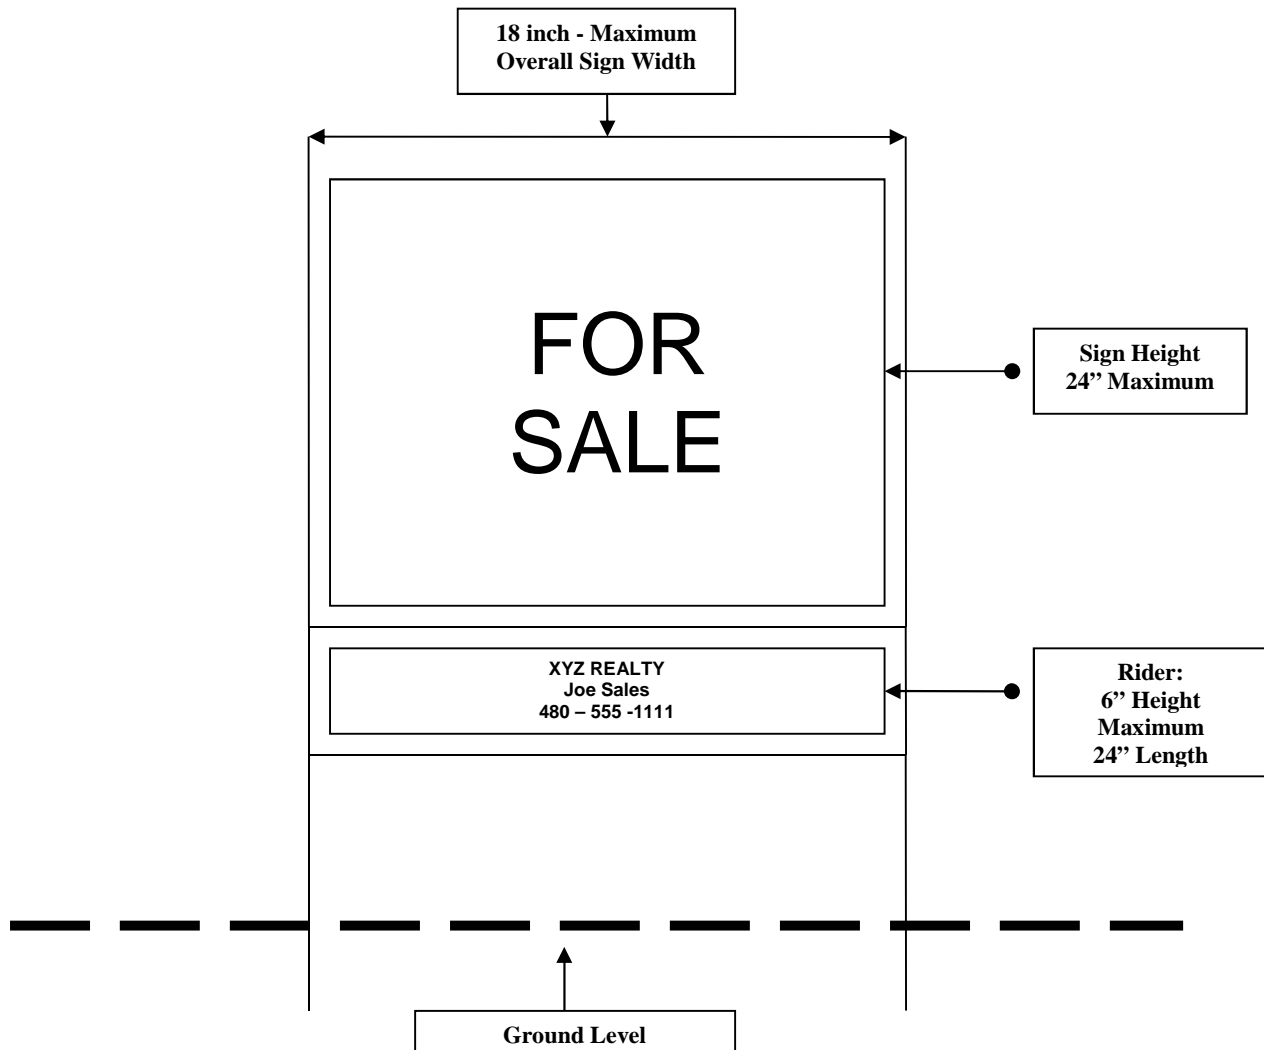 18 inch - Maximum
Overall Sign Width
FOR
SALE
Sign Height
24” Maximum
XYZ REALTY
Joe Sales
480 – 555 -1111
Rider:
6” Height
Maximum
24” Length
Ground Level